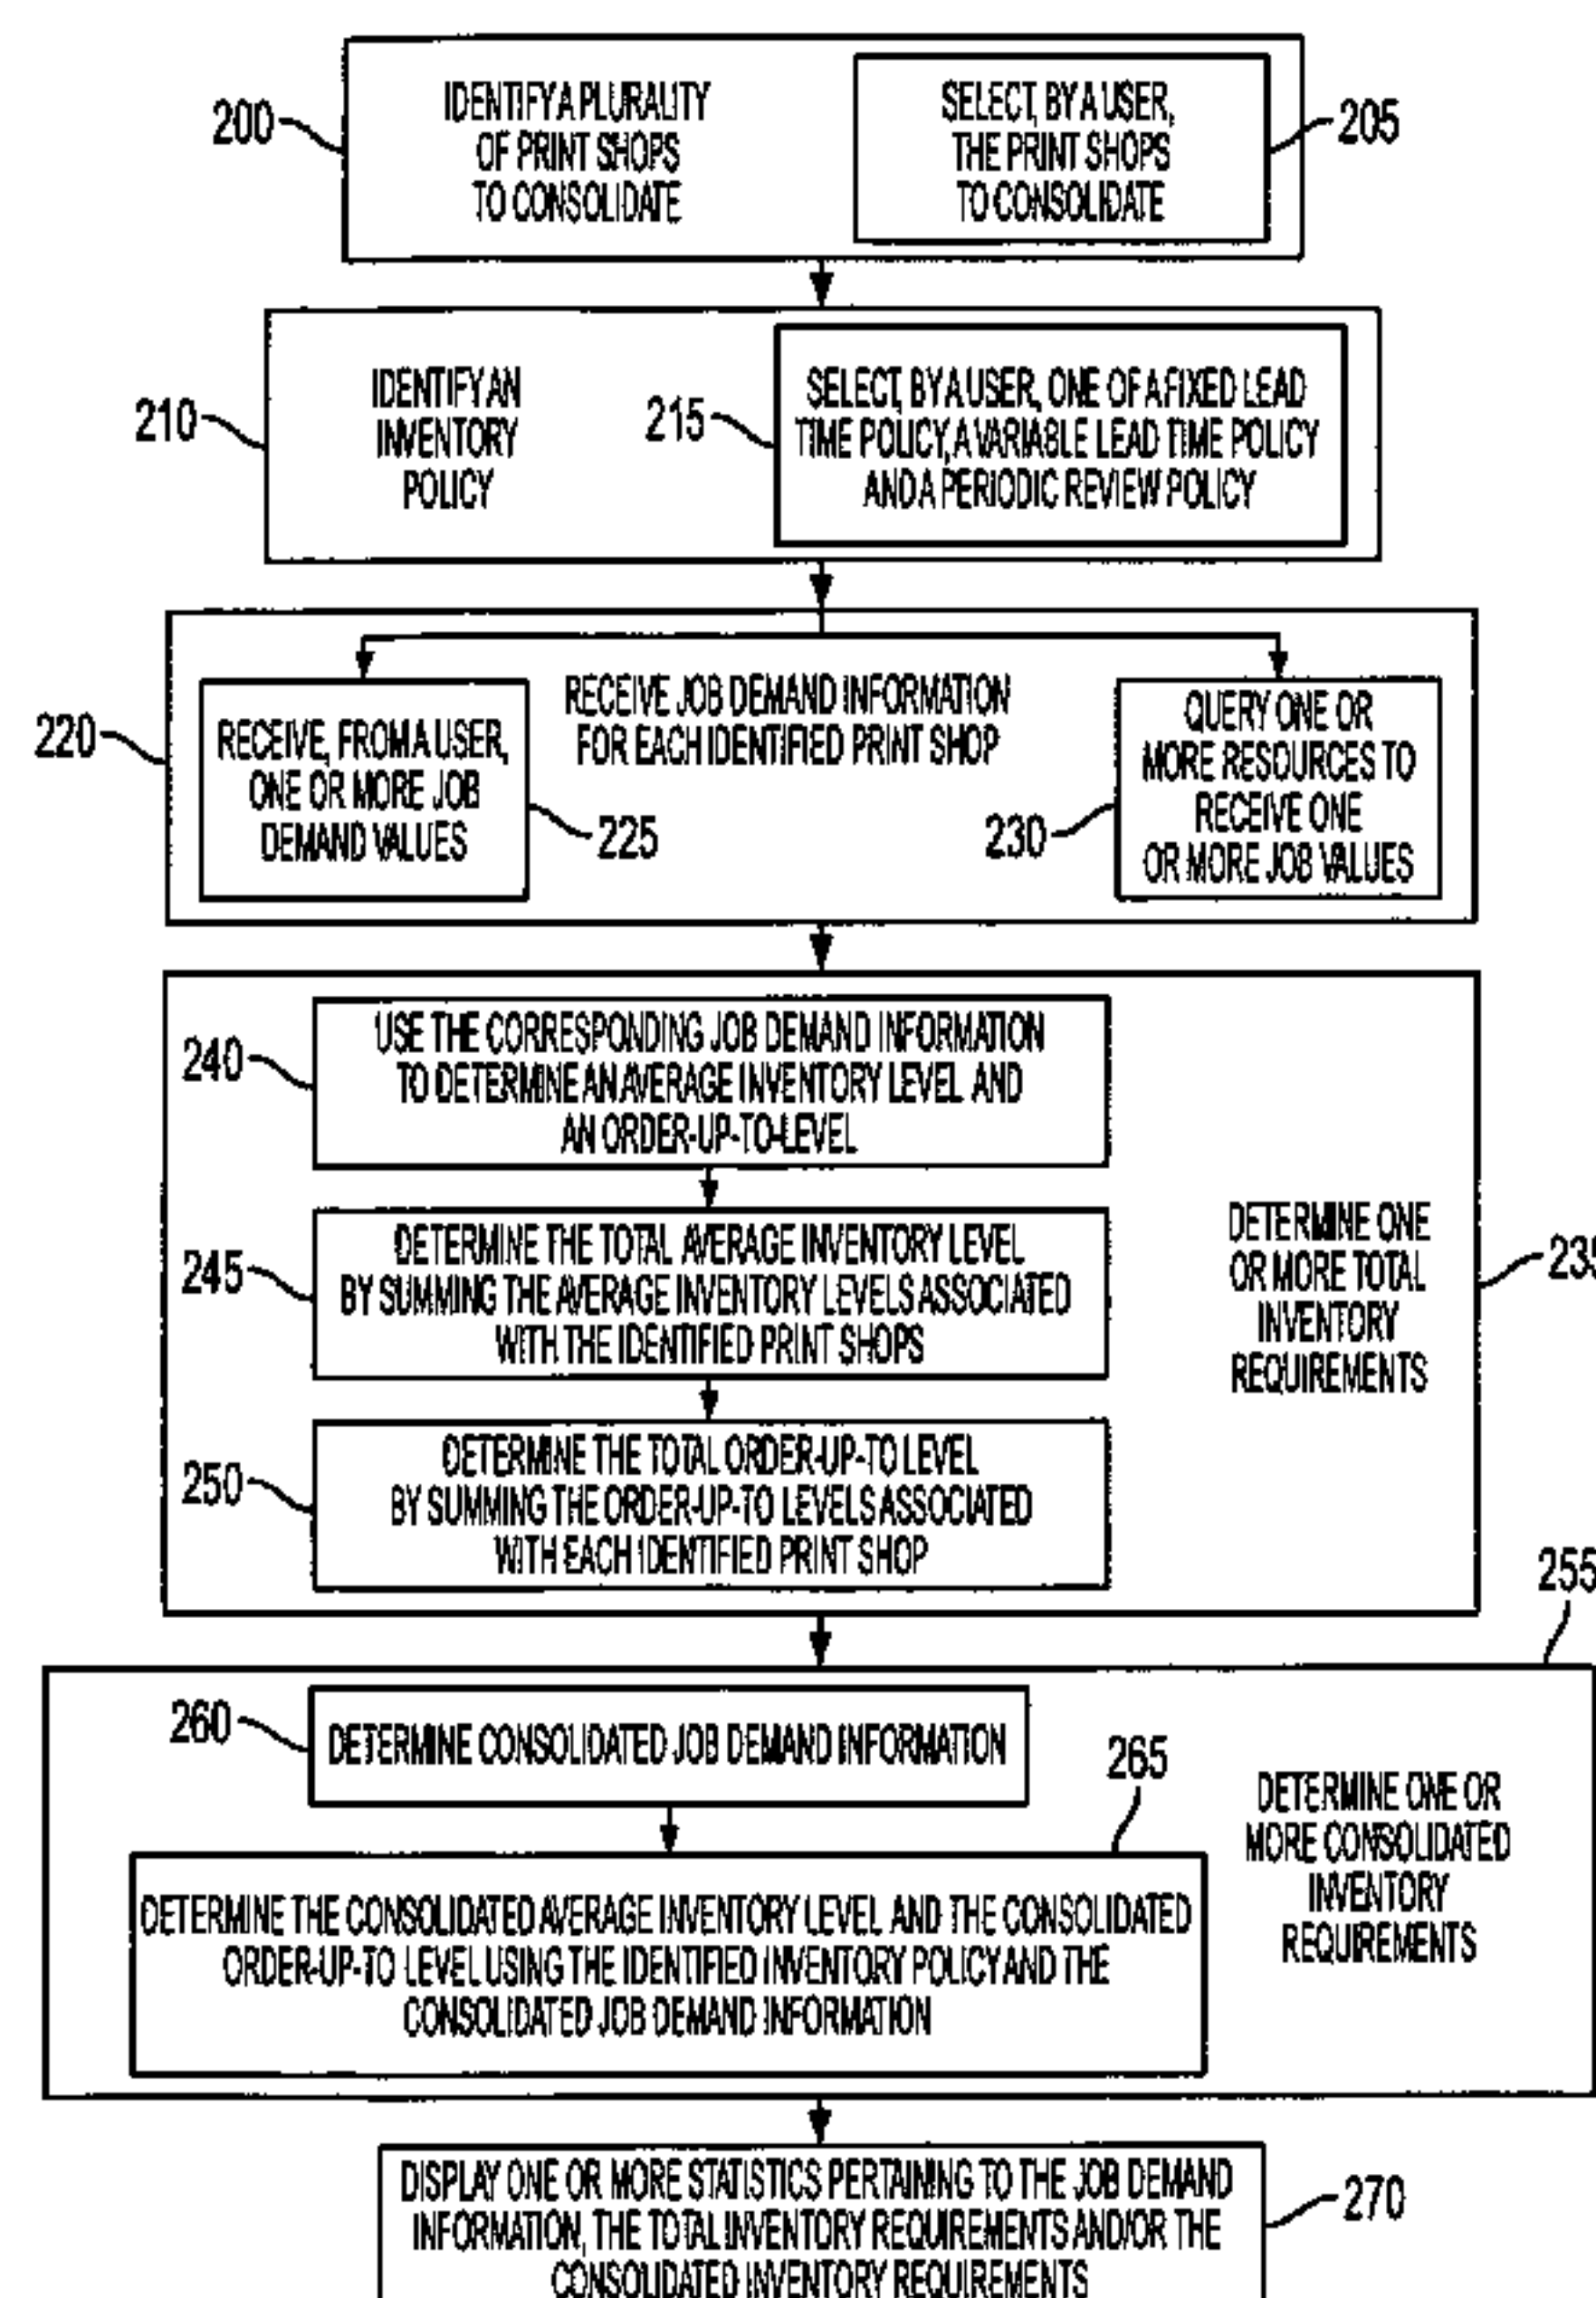 200
IDENTIFY A PLURALITY
OF PRINT SHOPS
TO CONSOLIDATE
SELECT, BY A USER,
THE PRINT SHOPS
TO CONSOLIDATE
205
210
IDENTIFY AN
INVENTORY
POLICY
215
SELECT, BY A USER, ONE OF A FIXED LEAD
TIME POLICY, A VARIABLE LEAD TIME POLICY
AND A PERIODIC REVIEW POLICY
220
RECEIVE JOB DEMAND INFORMATION
FOR EACH IDENTIFIED PRINT SHOP
RECEIVE, FROM A USER,
ONE OR MORE JOB
DEMAND VALUES
225
230
QUERY ONE OR
MORE RESOURCES TO
RECEIVE ONE
OR MORE JOB VALUES
240
USE THE CORRESPONDING JOB DEMAND INFORMATION
TO DETERMINE AN AVERAGE INVENTORY LEVEL AND
AN ORDER-UP-TO-LEVEL
245
DETERMINE THE TOTAL AVERAGE INVENTORY LEVEL
BY SUMMING THE AVERAGE INVENTORY LEVELS ASSOCIATED
WITH THE IDENTIFIED PRINT SHOPS
250
DETERMINE THE TOTAL ORDER-UP-TO LEVEL
BY SUMMING THE ORDER-UP-TO LEVELS ASSOCIATED
WITH EACH IDENTIFIED PRINT SHOP
DETERMINE ONE
OR MORE TOTAL
INVENTORY
REQUIREMENTS
235
255
260
DETERMINE CONSOLIDATED JOB DEMAND INFORMATION
265
DETERMINE THE CONSOLIDATED AVERAGE INVENTORY LEVEL AND THE CONSOLIDATED
ORDER-UP-TO LEVEL USING THE IDENTIFIED INVENTORY POLICY AND THE
CONSOLIDATED JOB DEMAND INFORMATION
DETERMINE ONE OR
MORE CONSOLIDATED
INVENTORY
REQUIREMENTS
DISPLAY ONE OR MORE STATISTICS PERTAINING TO THE JOB DEMAND
INFORMATION, THE TOTAL INVENTORY REQUIREMENTS AND/OR THE
CONSOLIDATED INVENTORY REQUIREMENTS
270